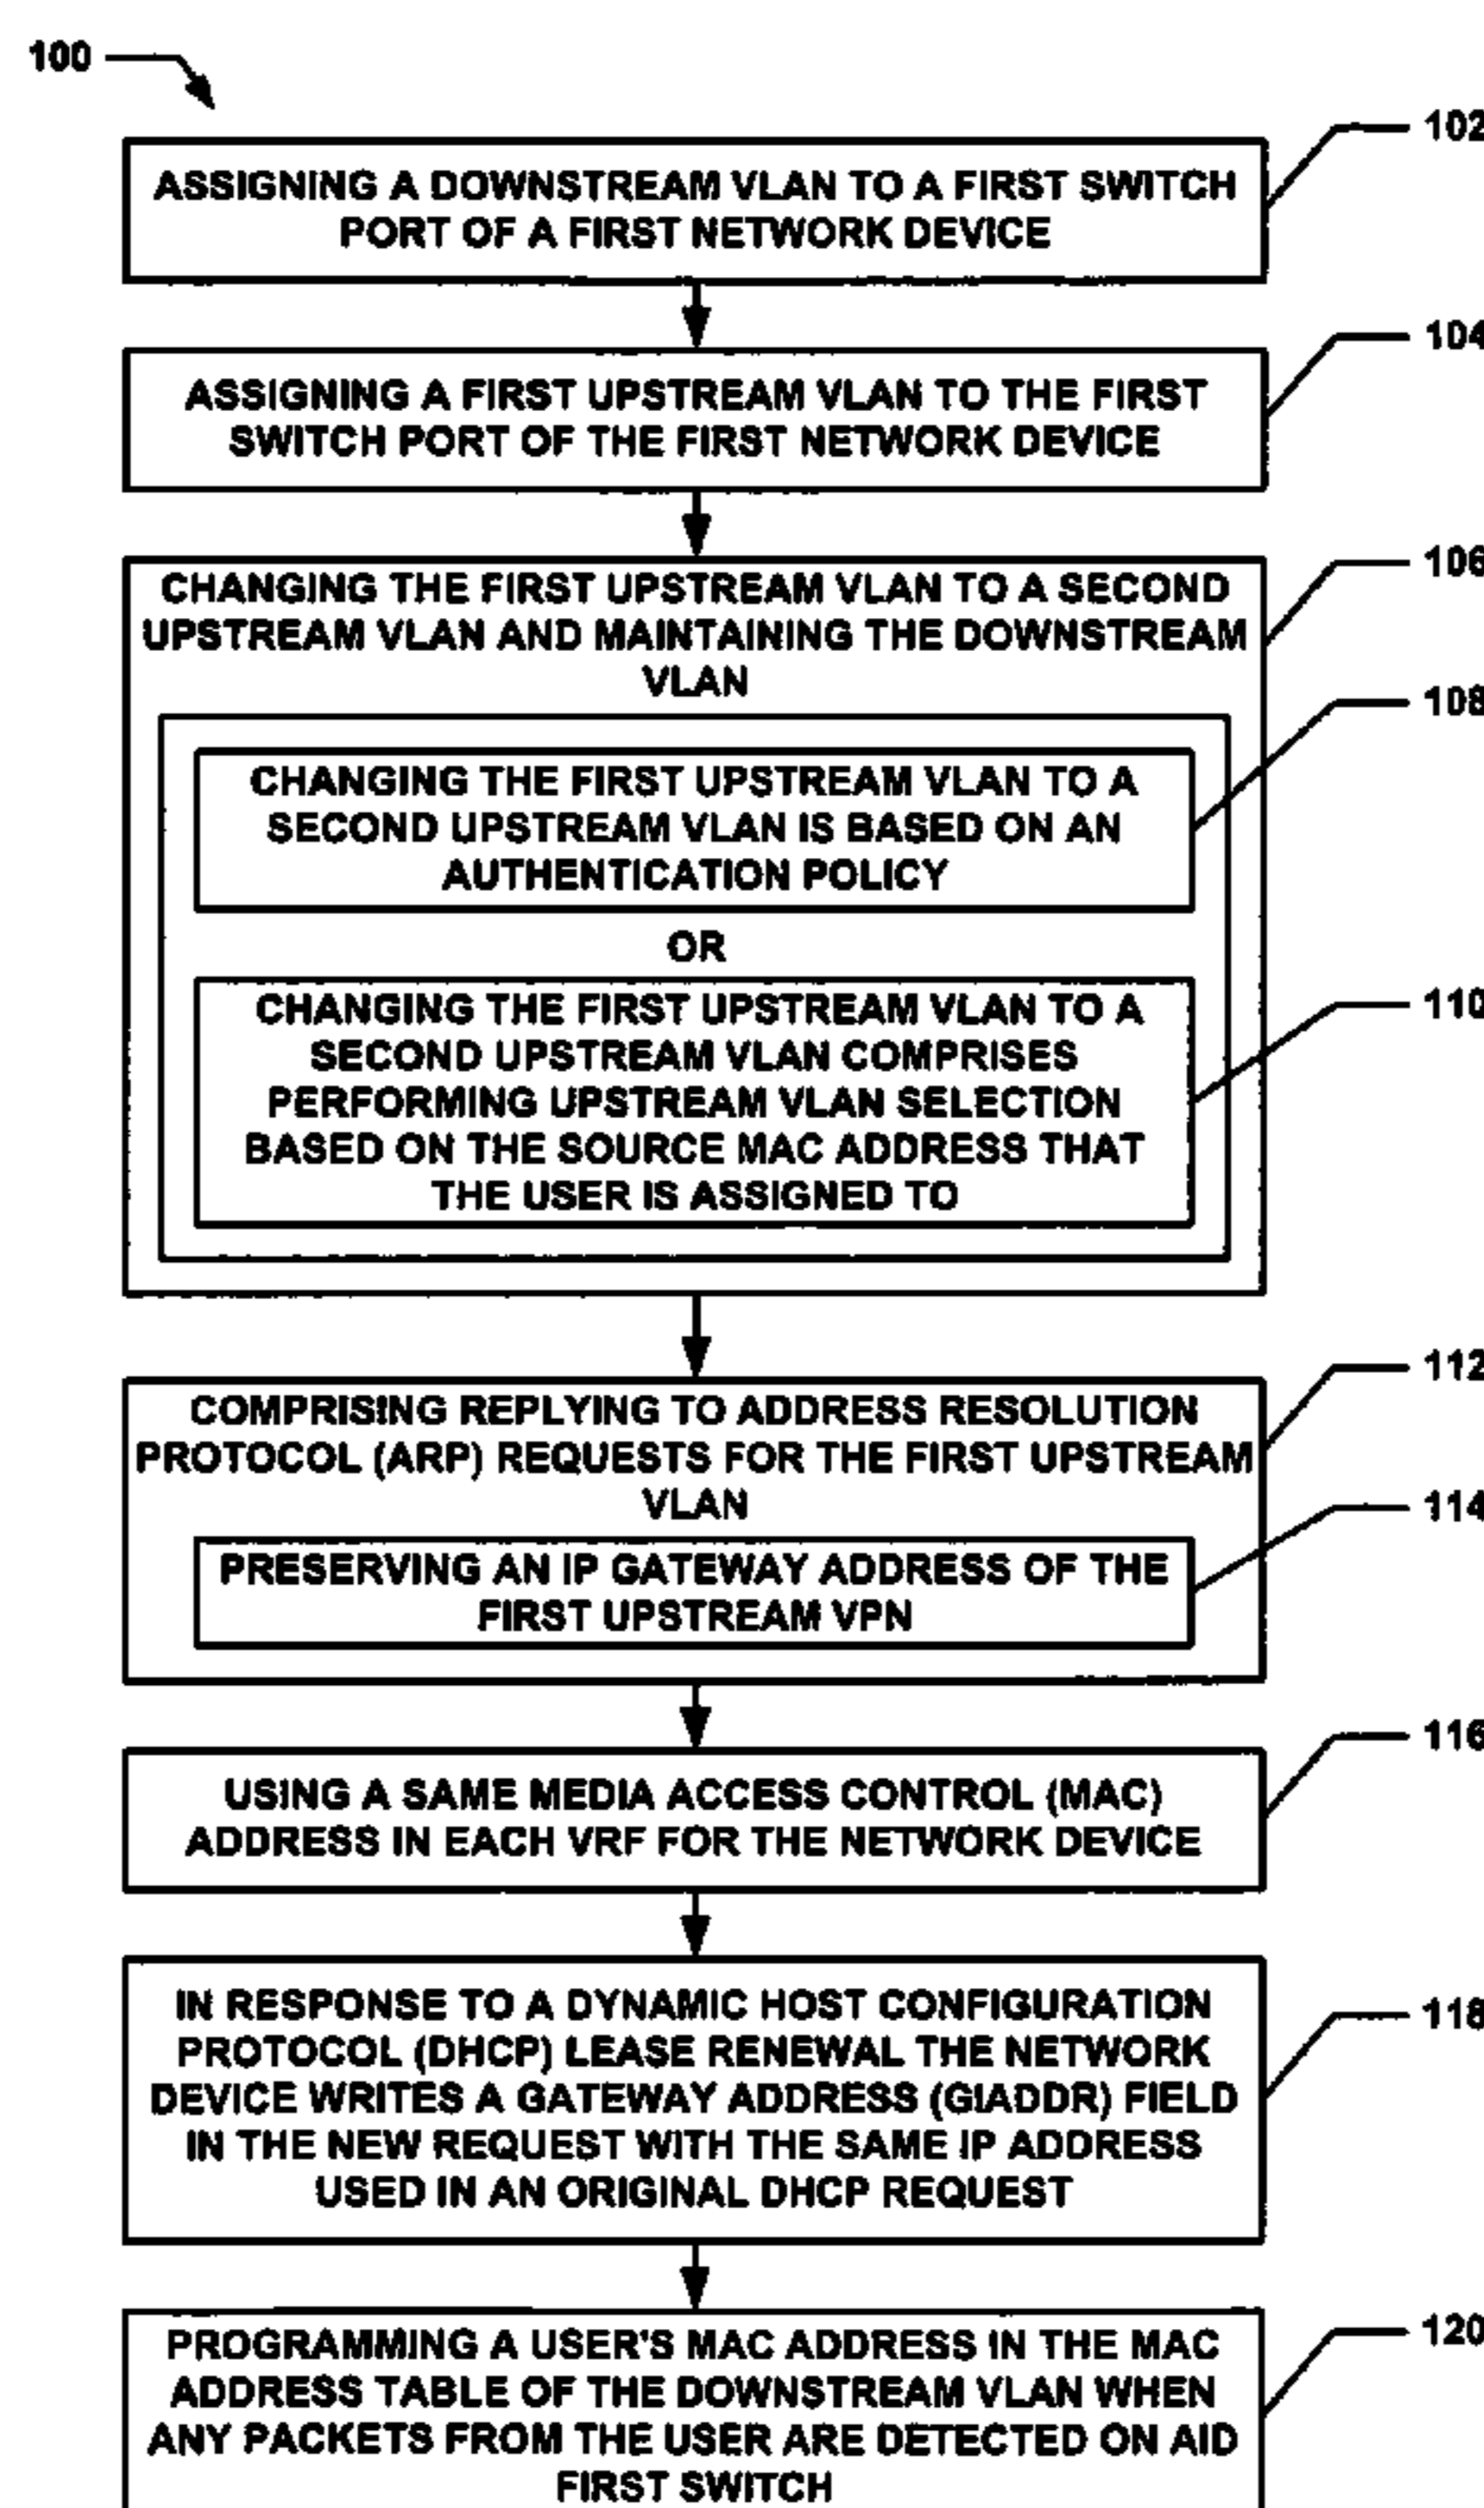 100
102
ASSIGNING A DOWNSTREAM VLAN TO A FIRST SWITCH
PORT OF A FIRST NETWORK DEVICE
104
ASSIGNING A FIRST UPSTREAM VLAN TO THE FIRST
SWITCH PORT OF THE FIRST NETWORK DEVICE
106
CHANGING THE FIRST UPSTREAM VLAN TO A SECOND
UPSTREAM VLAN AND MAINTAINING THE DOWNSTREAM
VLAN
108
CHANGING THE FIRST UPSTREAM VLAN TO A
SECOND UPSTREAM VLAN IS BASED ON AN
AUTHENTICATION POLICY
OR
110
CHANGING THE FIRST UPSTREAM VLAN TO A
SECOND UPSTREAM VLAN COMPRISES
PERFORMING UPSTREAM VLAN SELECTION
BASED ON THE SOURCE MAC ADDRESS THAT
THE USER IS ASSIGNED TO
112
COMPRISING REPLYING TO ADDRESS RESOLUTION
PROTOCOL (ARP) REQUESTS FOR THE FIRST UPSTREAM
VLAN
114
PRESERVING AN IP GATEWAY ADDRESS OF THE
FIRST UPSTREAM VPN
116
USING A SAME MEDIA ACCESS CONTROL (MAC)
ADDRESS IN EACH VRF FOR THE NETWORK DEVICE
118
IN RESPONSE TO A DYNAMIC HOST CONFIGURATION
PROTOCOL (DHCP) LEASE RENEWAL THE NETWORK
DEVICE WRITES A GATEWAY ADDRESS (GIADDR) FIELD
IN THE NEW REQUEST WITH THE SAME IP ADDRESS
USED IN AN ORIGINAL DHCP REQUEST
120
PROGRAMMING A USER'S MAC ADDRESS IN THE MAC
ADDRESS TABLE OF THE DOWNSTREAM VLAN WHEN
ANY PACKETS FROM THE USER ARE DETECTED ON AID
FIRST SWITCH